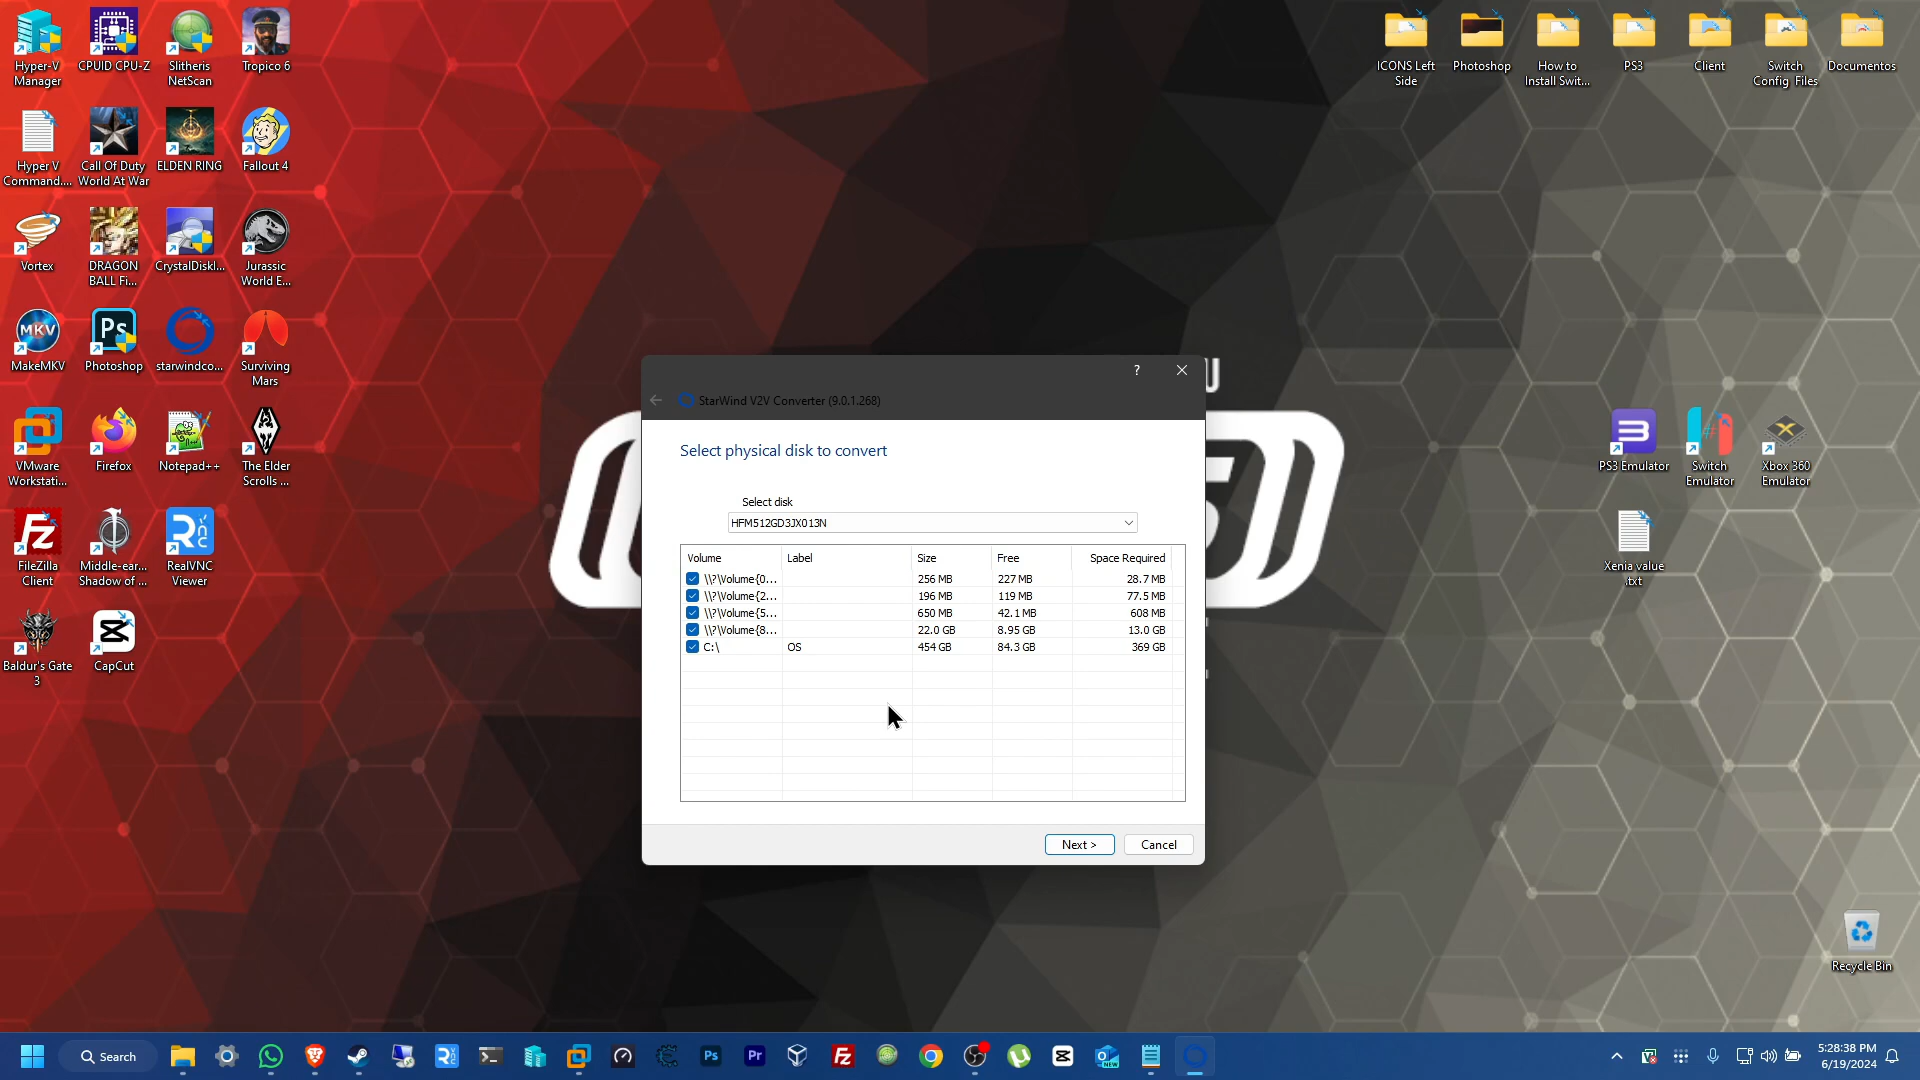 Hyper-V
Manager
CPUID CPU-Z
Slitheris
NetScan
Tropico 6
ICONS Left
Side
Photoshop
How to
Install Swit...
PS3
Client
Switch
Config Files
Documentos
Hyper V
Command....
Call Of Duty
World At War
ELDEN RING
Fallout 4
Vortex
DRAGON
BALL Fi...
CrystalDiskI...
Jurassic
World E...
MKV
MakeMKV
Ps
Photoshop
starwindco...
Surviving
Mars
VMware
Workstati...
Firefox
Notepad++
The Elder
Scrolls ...
FileZilla
Client
Middle-ear...
Shadow of ...
RealVNC
Viewer
Baldur's Gate
3
CapCut
PS3 Emulator
Switch
Emulator
Xbox 360
Emulator
Xenia value
.txt
Recycle Bin
?
StarWind V2V Converter (9.0.1.268)
Select physical disk to convert
Select disk
HFM512GD3JX013N
Volume Label Size Free Space Required
\\?\Volume{0... 256 MB 227 MB 28.7 MB
\\?\Volume{2... 196 MB 119 MB 77.5 MB
\\?\Volume{5... 650 MB 42.1 MB 608 MB
\\?\Volume{8... 22.0 GB 8.95 GB 13.0 GB
C:\ OS 454 GB 84.3 GB 369 GB
Next >
Cancel
Search
Ps
Pr
Fz
NEW
5:28:38 PM
6/19/2024